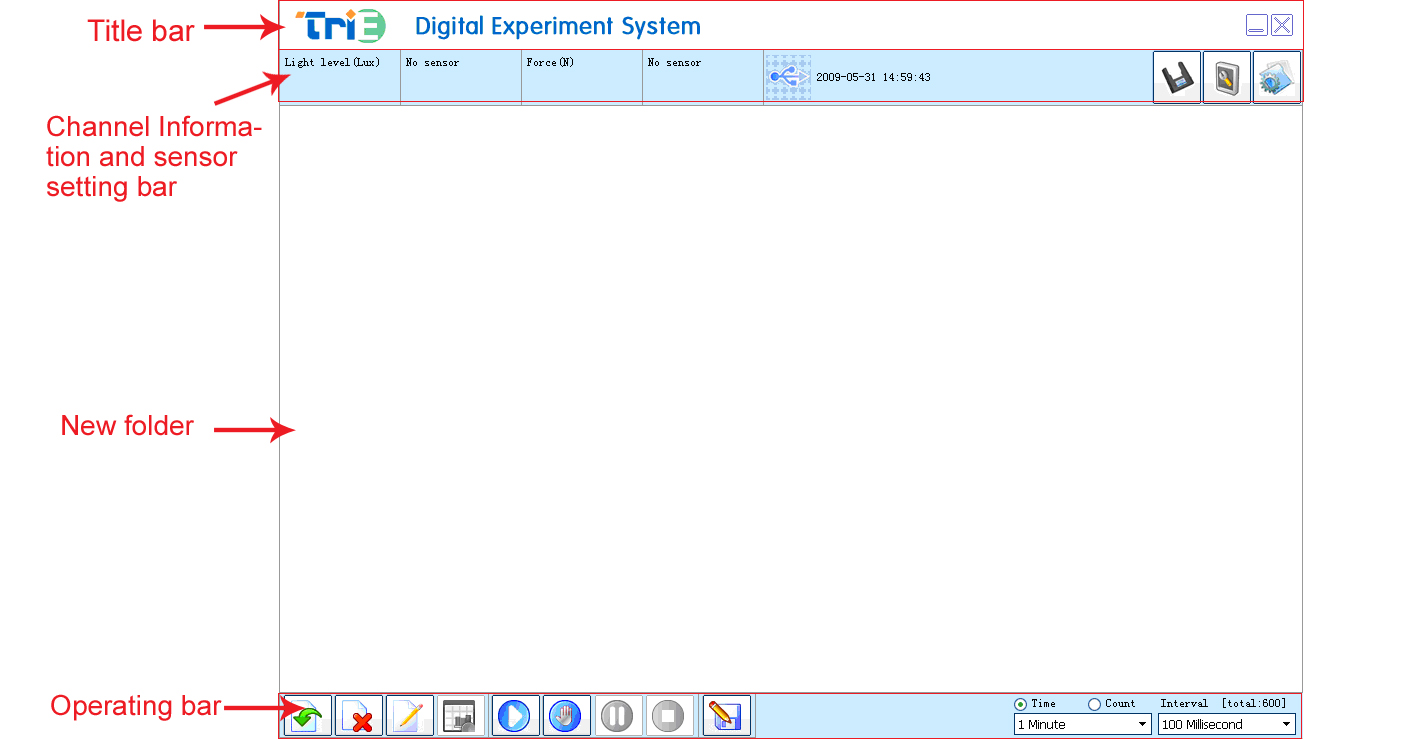 Title bar
TriE Digital Experiment System
Light level(Lux) No sensor Force(N) No sensor 2009-05-31 14:59:43
Channel Informa-
tion and sensor
setting bar
New folder
Operating bar
Time Count Interval [total:600]
1 Minute 100 Millisecond